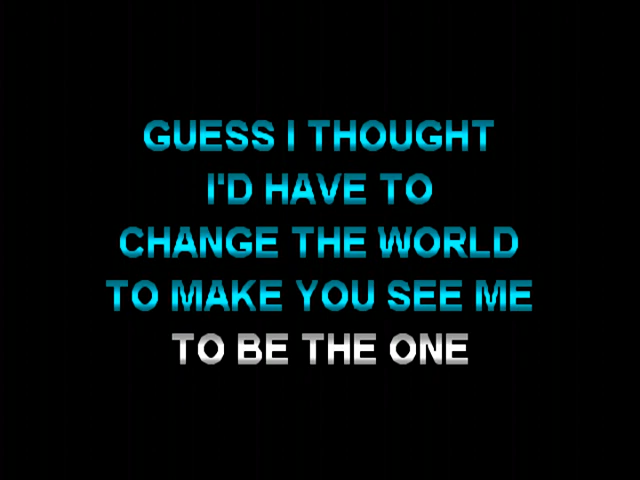 GUESS I THOUGHT
I'D HAVE TO
CHANGE THE WORLD
TO MAKE YOU SEE ME
TO BE THE ONE